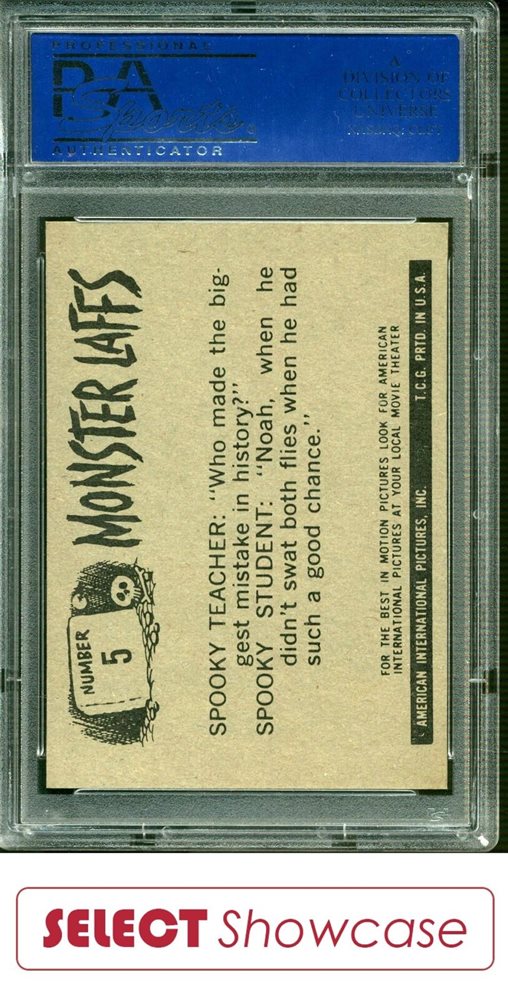 PROFESSIONAL
PSA
Sports
AUTHENTICATOR
A
DIVISION OF
COLLECTORS
UNIVERSE
NASDAQ: CLCT
NUMBER
5
MONSTER LAFFS
SPOOKY TEACHER: "Who made the big-
gest mistake in history?"
SPOOKY STUDENT: "Noah, when he
didn't swat both flies when he had
such a good chance."
FOR THE BEST IN MOTION PICTURES LOOK FOR AMERICAN
INTERNATIONAL PICTURES AT YOUR LOCAL MOVIE THEATER
AMERICAN INTERNATIONAL PICTURES, INC. T.C.G. PRTD. IN U.S.A.
SELECT Showcase